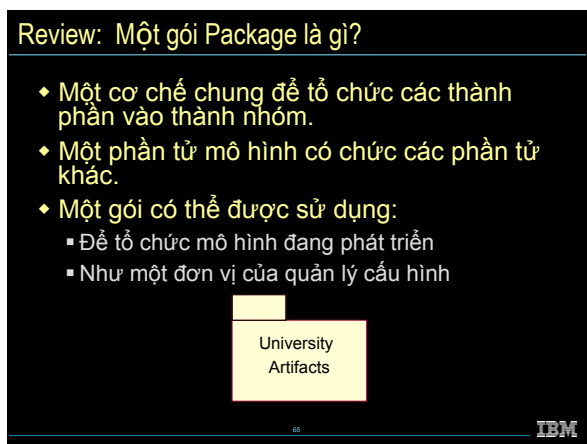 Review: Một gói Package là gì?
Một cơ chế chung để tổ chức các thành
phần vào thành nhóm.
Một phần tử mô hình có chức các phần tử
khác.
Một gói có thể được sử dụng:
Để tổ chức mô hình đang phát triển
Như một đơn vị của quản lý cấu hình
University
Artifacts
65
IBM